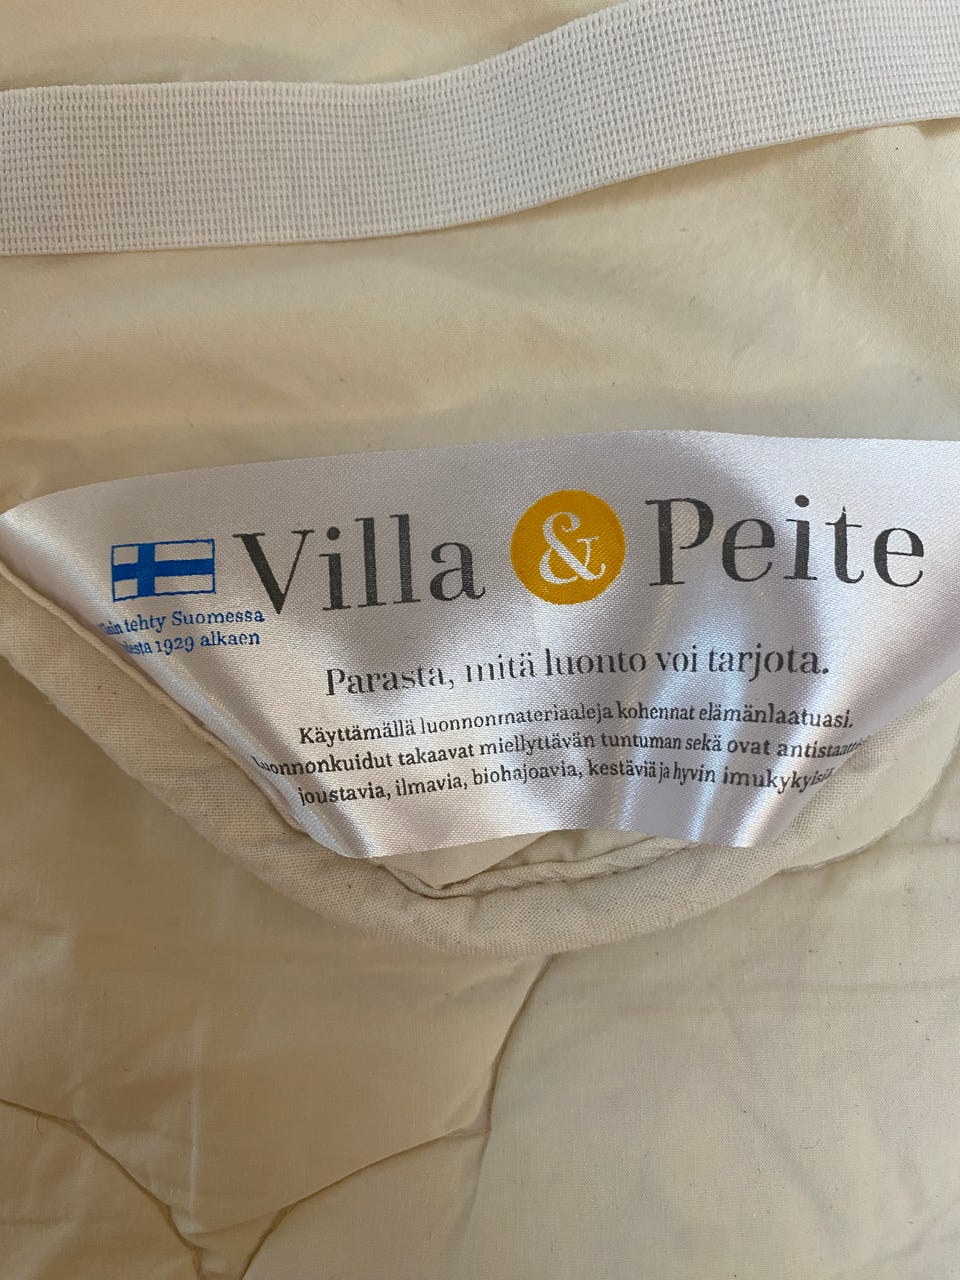 Villa & Peite
tehty Suomessa
1929 alkaen
Parasta, mitä luonto voi tarjota.
Käyttämällä luonnonmateriaaleja kohennat elämänlaatuasi.
Luonnonkuidut takaavat miellyttävän tuntuman sekä ovat
joustavia, ilmavia, biohajoavia, kestäviä ja hyvin